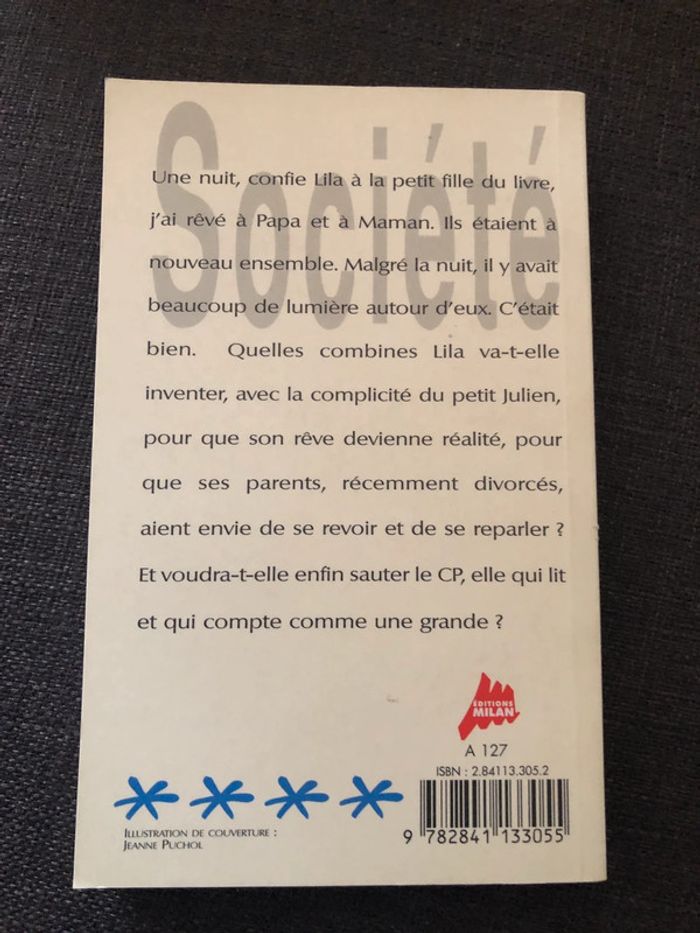 Société
Une nuit, confie Lila à la petit fille du livre,
j'ai rêvé à Papa et à Maman. Ils étaient à
nouveau ensemble. Malgré la nuit, il y avait
beaucoup de lumière autour d'eux. C'était
bien. Quelles combines Lila va-t-elle
inventer, avec la complicité du petit Julien,
pour que son rêve devienne réalité, pour
que ses parents, récemment divorcés,
aient envie de se revoir et de se reparler ?
Et voudra-t-elle enfin sauter le CP, elle qui lit
et qui compte comme une grande ?
ÉDITIONS
MILAN
A 127
ISBN : 2.84113.305.2
9 782841 133055
ILLUSTRATION DE COUVERTURE :
JEANNE PUCHOL